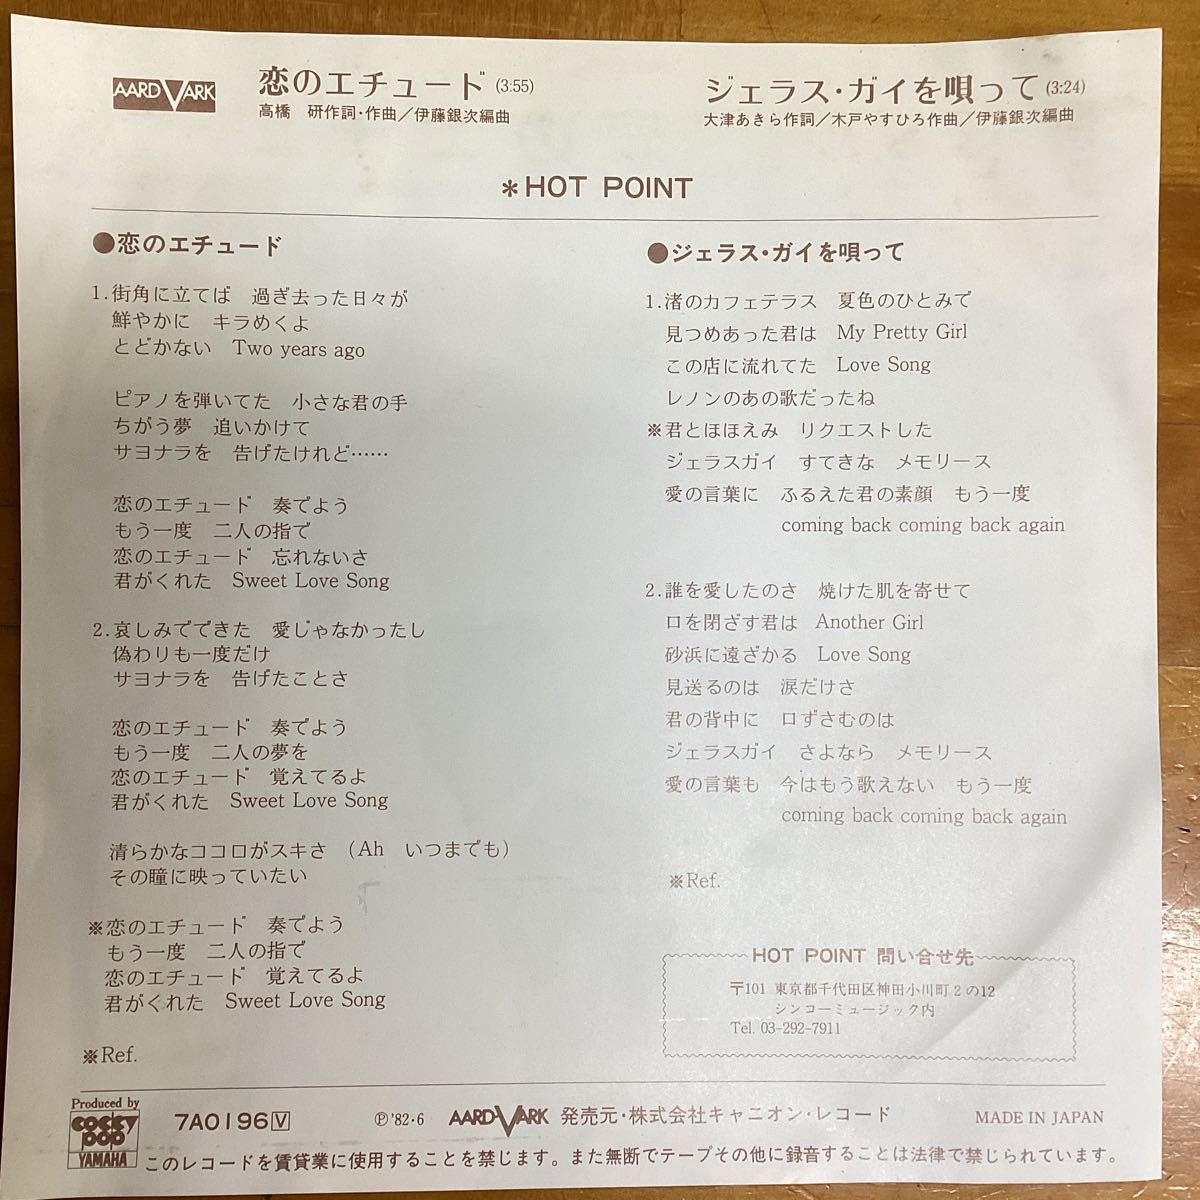 AARDVARK
恋のエチュード (3:55)
高橋　研作詞・作曲／伊藤銀次編曲
ジェラス・ガイを唄って (3:24)
大津あきら作詞／木戸やすひろ作曲／伊藤銀次編曲
＊HOT POINT
●恋のエチュード
1.街角に立てば　過ぎ去った日々が
鮮やかに　キラめくよ
とどかない　Two years ago
ピアノを弾いてた　小さな君の手
ちがう夢　追いかけて
サヨナラを　告げたけれど……
恋のエチュード　奏でよう
もう一度　二人の指で
恋のエチュード　忘れないさ
君がくれた　Sweet Love Song
2.哀しみでできた　愛じゃなかったし
偽わりも一度だけ
サヨナラを　告げたことさ
恋のエチュード　奏でよう
もう一度　二人の夢を
恋のエチュード　覚えてるよ
君がくれた　Sweet Love Song
清らかなココロがスキさ　(Ah　いつまでも)
その瞳に映っていたい
※恋のエチュード　奏でよう
もう一度　二人の指で
恋のエチュード　覚えてるよ
君がくれた　Sweet Love Song
※Ref.
●ジェラス・ガイを唄って
1.渚のカフェテラス　夏色のひとみで
見つめあった君は　My Pretty Girl
この店に流れてた　Love Song
レノンのあの歌だったね
※君とほほえみ　リクエストした
ジェラスガイ　すてきな　メモリース
愛の言葉に　ふるえた君の素顔　もう一度
coming back coming back again
2.誰を愛したのさ　焼けた肌を寄せて
口を閉ざす君は　Another Girl
砂浜に遠ざかる　Love Song
見送るのは　涙だけさ
君の背中に　口ずさむのは
ジェラスガイ　さよなら　メモリース
愛の言葉も　今はもう歌えない　もう一度
coming back coming back again
※Ref.
HOT POINT 問い合せ先
〒101 東京都千代田区神田小川町2の12
シンコーミュージック内
Tel. 03-292-7911
Produced by
cocky pop
YAMAHA
7A0196 V
Ⓟ'82・6　AARDVARK 発売元・株式会社キャニオン・レコード
MADE IN JAPAN
このレコードを賃貸業に使用することを禁じます。また無断でテープその他に録音することは法律で禁じられています。